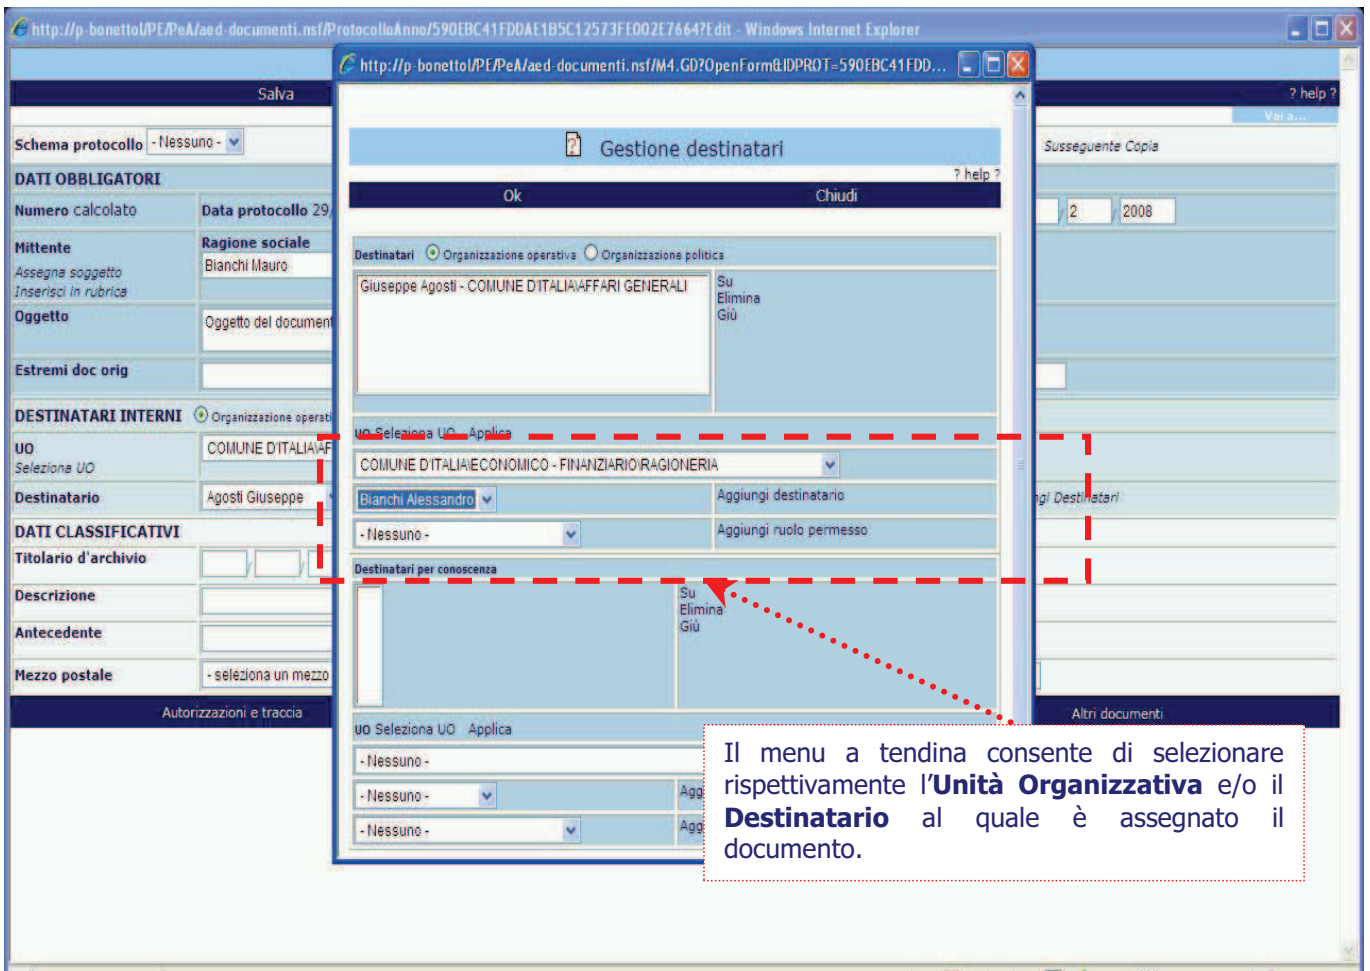 http://p-bonettol/PE/PeA/aed-documenti.nsf/ProtocolloAnno/590EBC41FDDAE1B5C12573FE002E7664?Edit - Windows Internet Explorer
http://p-bonettol/PE/PeA/aed-documenti.nsf/M4.GD?OpenForm&IDPROT=590EBC41FDD...
Salva
? help ?
Vai a...
Schema protocollo - Nessuno -
Susseguente Copia
Gestione destinatari
? help ?
Ok Chiudi
DATI OBBLIGATORI
Numero calcolato Data protocollo 29/
/ 2 / 2008
Mittente
Ragione sociale
Bianchi Mauro
Assegna soggetto
Inserisci in rubrica
Oggetto
Oggetto del document
Estremi doc orig
Destinatari Organizzazione operativa Organizzazione politica
Giuseppe Agosti - COMUNE D'ITALIA\AFFARI GENERALI
Su
Elimina
Giù
DESTINATARI INTERNI Organizzazione operati
UO
COMUNE D'ITALIA\AF
Seleziona UO
Destinatario Agosti Giuseppe
gi Destinatari
UO Seleziona UO Applica
COMUNE D'ITALIA\ECONOMICO - FINANZIARIO\RAGIONERIA
Bianchi Alessandro Aggiungi destinatario
- Nessuno - Aggiungi ruolo permesso
DATI CLASSIFICATIVI
Titolario d'archivio / /
Descrizione
Antecedente
Mezzo postale - seleziona un mezzo
Destinatari per conoscenza
Su
Elimina
Giù
Autorizzazioni e traccia Altri documenti
UO Seleziona UO Applica
- Nessuno -
- Nessuno - Agg
- Nessuno - Agg
Il menu a tendina consente di selezionare
rispettivamente l'Unità Organizzativa e/o il
Destinatario al quale è assegnato il
documento.